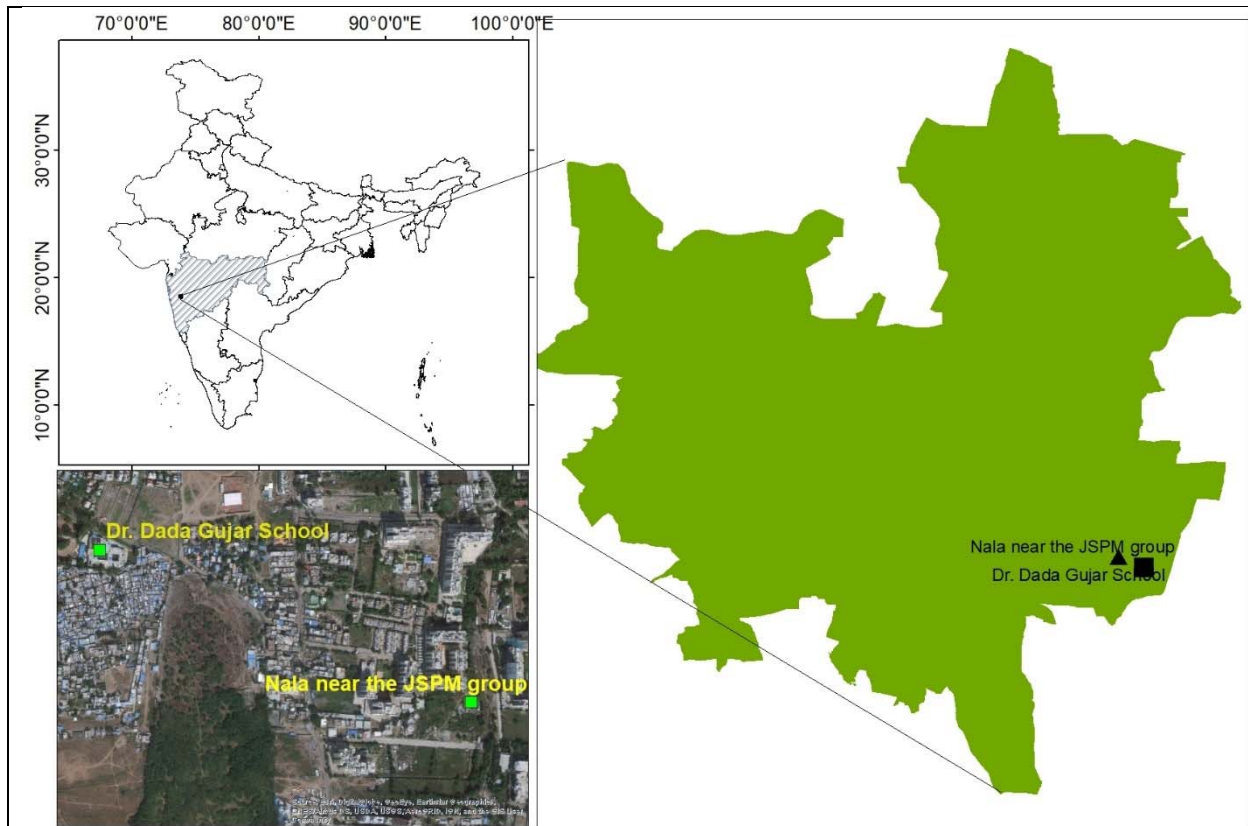 70°0'0"E
80°0'0"E
90°0'0"E
100°0'0"E
30°0'0"N
20°0'0"N
10°0'0"N
Nala near the JSPM group
Dr. Dada Gujar School
Dr. Dada Gujar School
Nala near the JSPM group